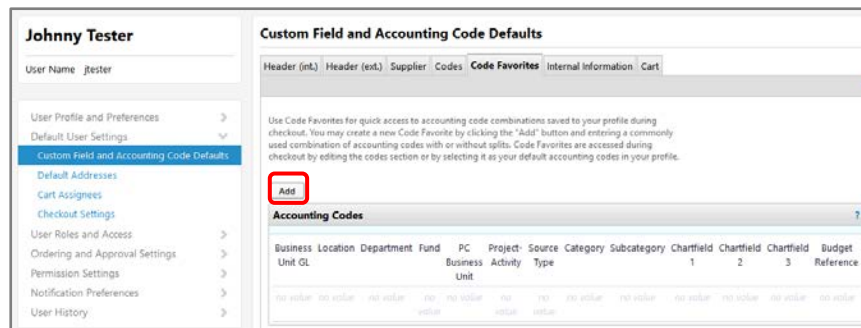 Johnny Tester
User Name jtester
User Profile and Preferences
Default User Settings
Custom Field and Accounting Code Defaults
Default Addresses
Cart Assignees
Checkout Settings
User Roles and Access
Ordering and Approval Settings
Permission Settings
Notification Preferences
User History
Custom Field and Accounting Code Defaults
Header (int.) Header (ext.) Supplier Codes Code Favorites Internal Information Cart
Use Code Favorites for quick access to accounting code combinations saved to your profile during
checkout. You may create a new Code Favorite by clicking the "Add" button and entering a commonly
used combination of accounting codes with or without splits. Code Favorites are accessed during
checkout by editing the codes section or by selecting it as your default accounting codes in your profile.
Add
Accounting Codes ?
Business Location Department Fund PC Project- Source Category Subcategory Chartfield Chartfield Chartfield Budget
Unit GL Business Activity Type 1 2 3 Reference
Unit
no value no value no value no no value no no no value no value no value no value no value no value
value value value